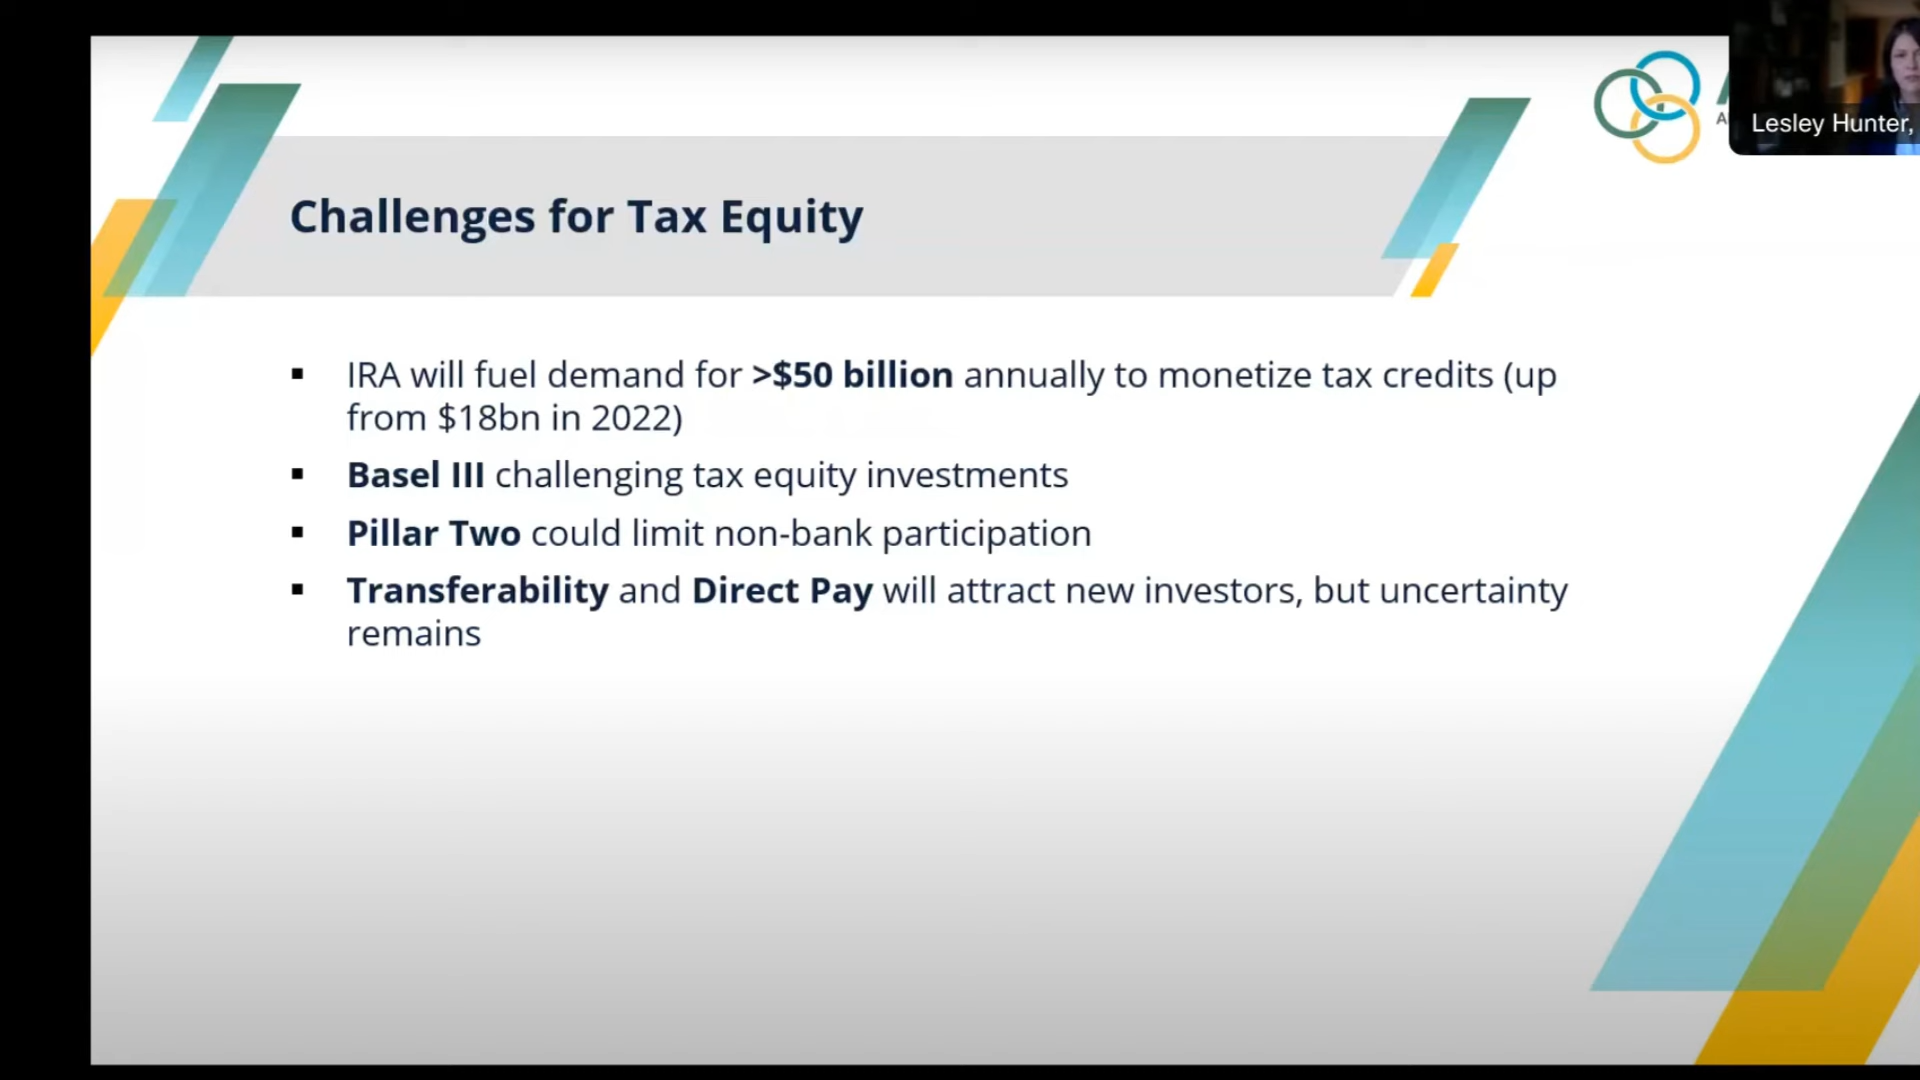 Lesley Hunter,
Challenges for Tax Equity
▪ IRA will fuel demand for >$50 billion annually to monetize tax credits (up
from $18bn in 2022)
▪ Basel III challenging tax equity investments
▪ Pillar Two could limit non-bank participation
▪ Transferability and Direct Pay will attract new investors, but uncertainty
remains